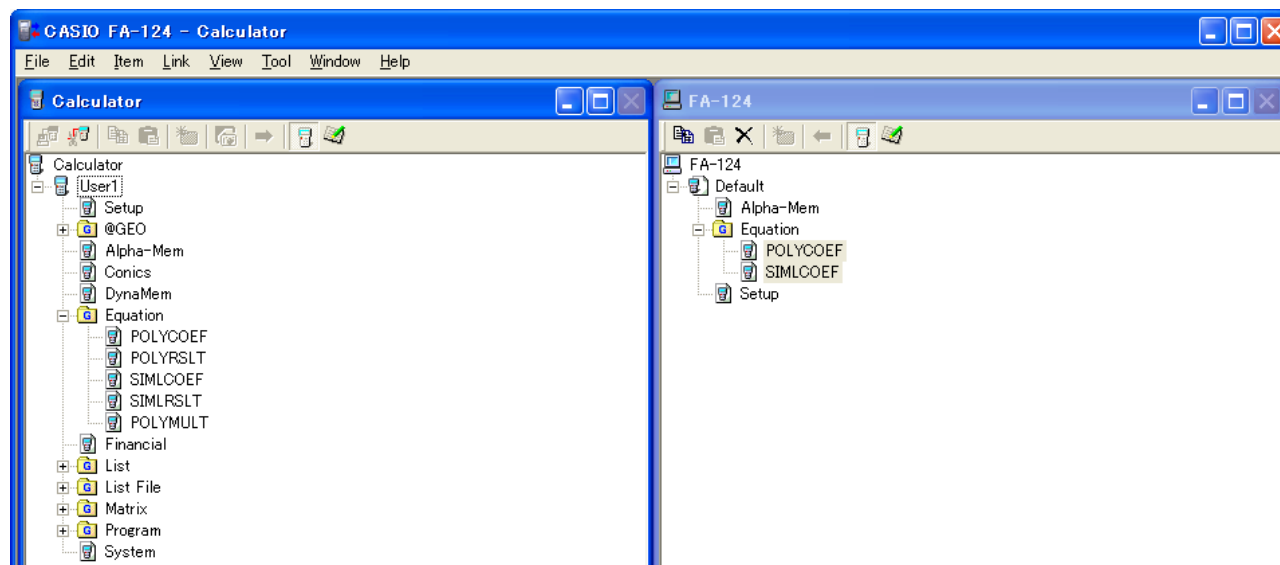 CASIO FA-124 - Calculator
File Edit Item Link View Tool Window Help
Calculator
Calculator
User1
Setup
@GEO
Alpha-Mem
Conics
DynaMem
Equation
POLYCOEF
POLYRSLT
SIMLCOEF
SIMLRSLT
POLYMULT
Financial
List
List File
Matrix
Program
System
FA-124
FA-124
Default
Alpha-Mem
Equation
POLYCOEF
SIMLCOEF
Setup